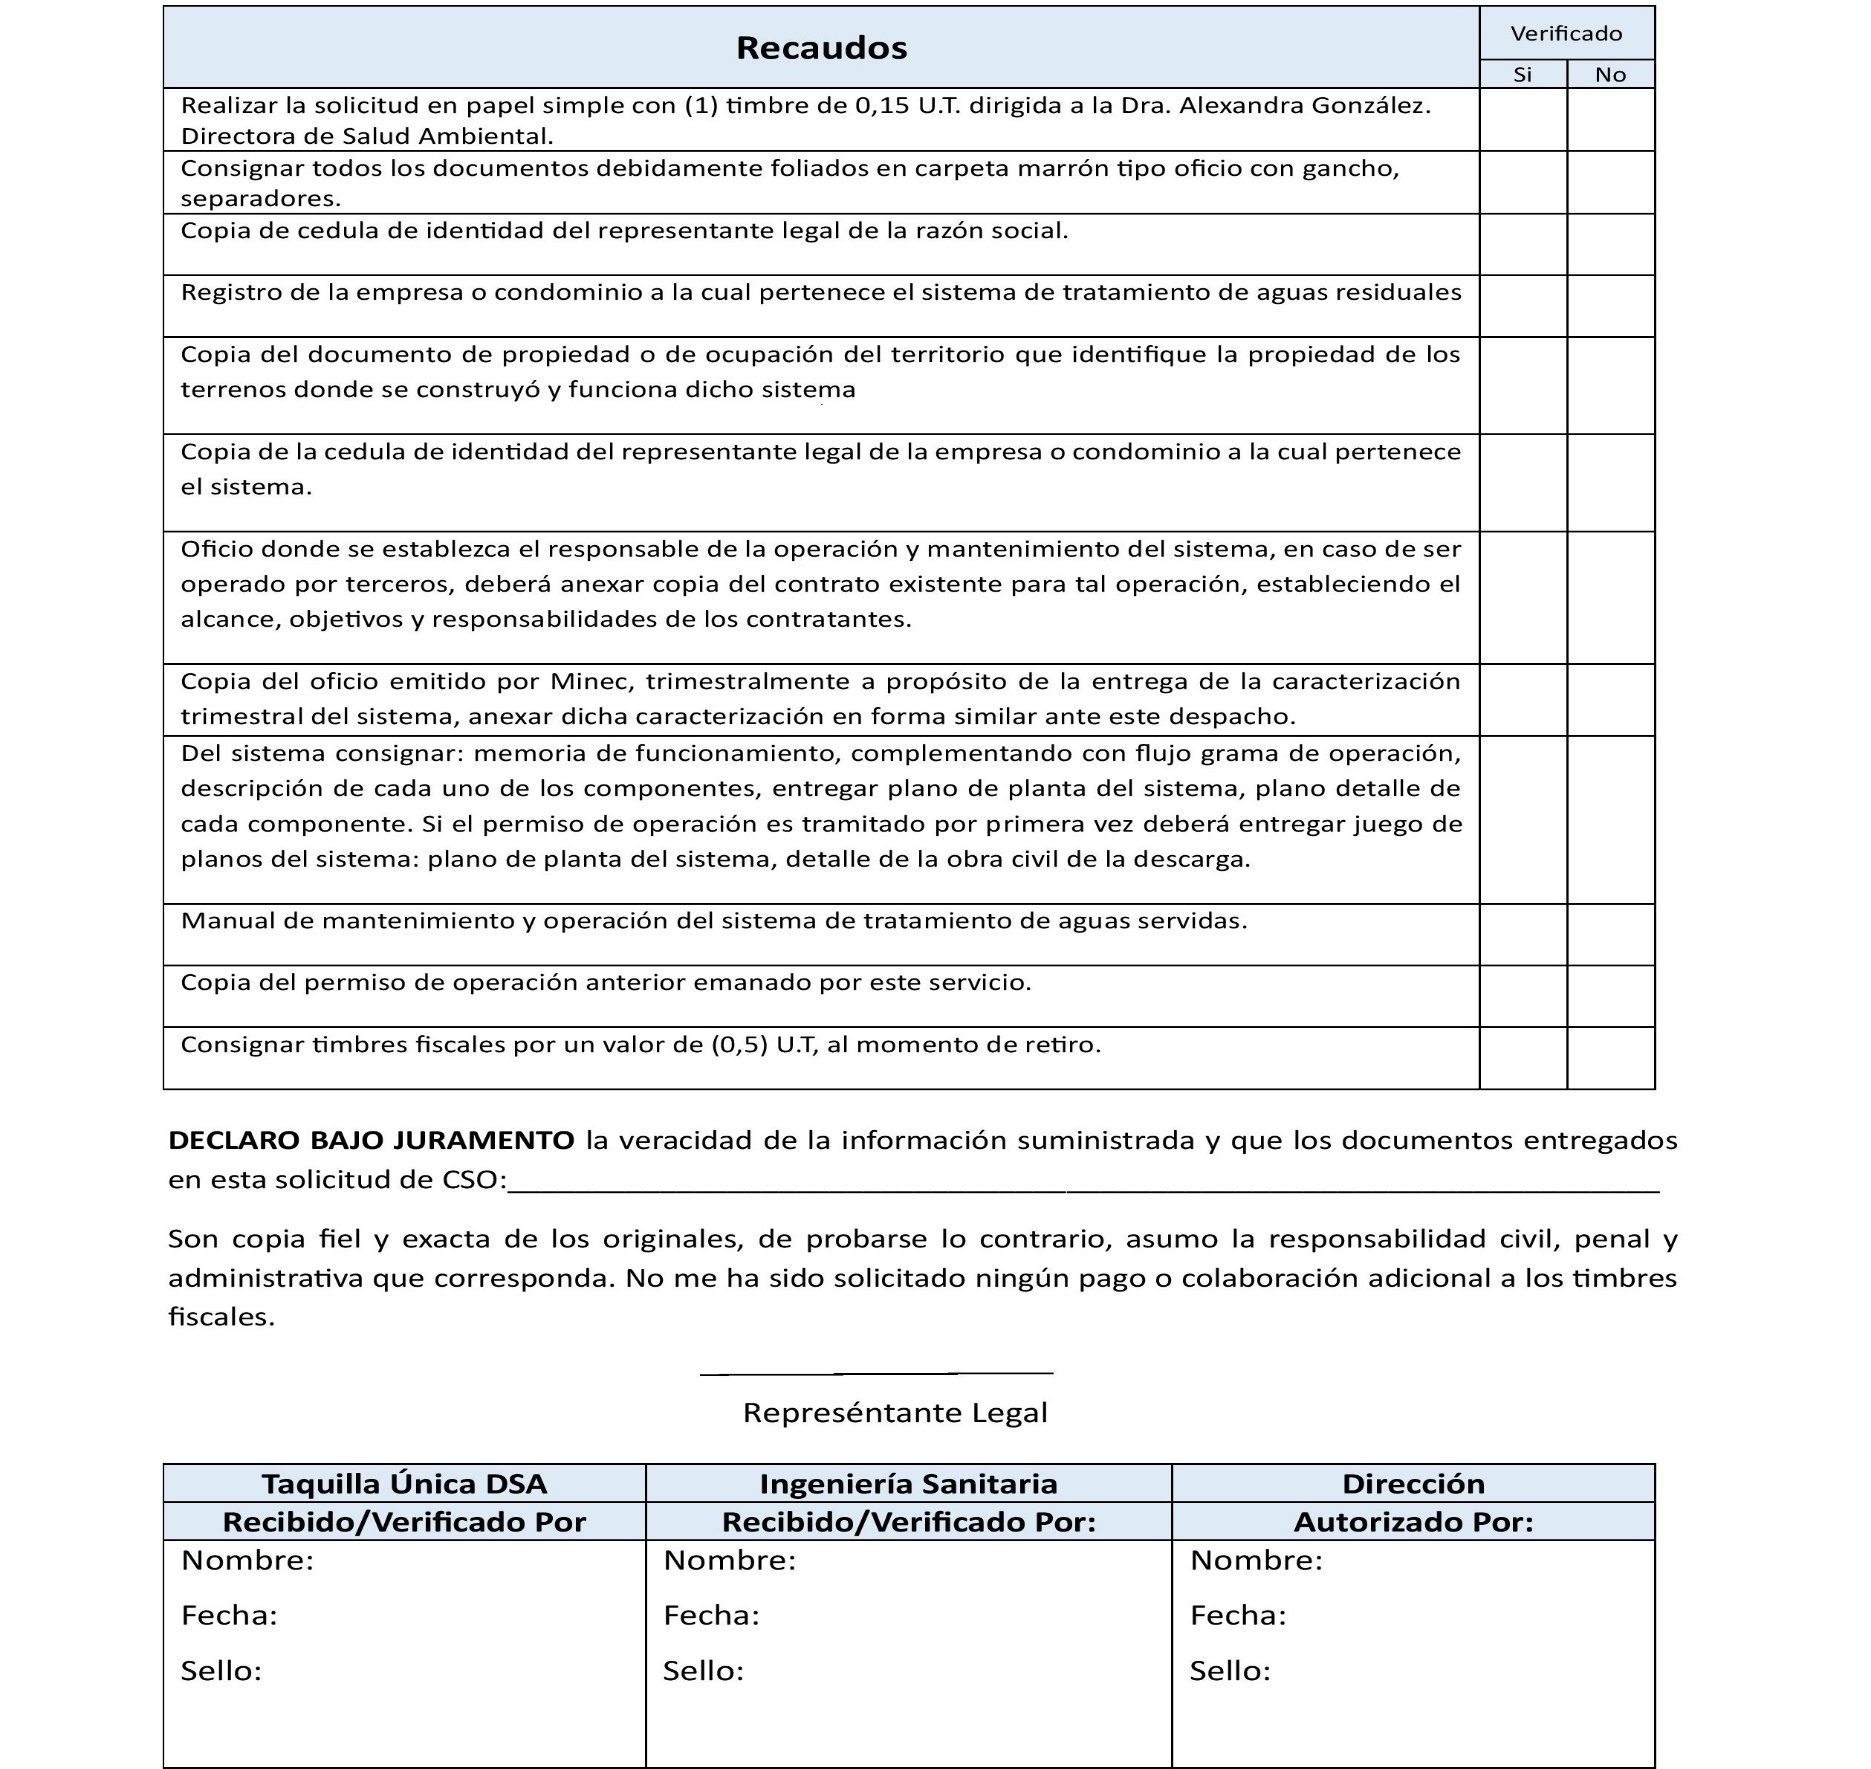 Recaudos
Verificado
Si No
Realizar la solicitud en papel simple con (1) timbre de 0,15 U.T. dirigida a la Dra. Alexandra González.
Directora de Salud Ambiental.
Consignar todos los documentos debidamente foliados en carpeta marrón tipo oficio con gancho,
separadores.
Copia de cedula de identidad del representante legal de la razón social.
Registro de la empresa o condominio a la cual pertenece el sistema de tratamiento de aguas residuales
Copia del documento de propiedad o de ocupación del territorio que identifique la propiedad de los
terrenos donde se construyó y funciona dicho sistema
Copia de la cedula de identidad del representante legal de la empresa o condominio a la cual pertenece
el sistema.
Oficio donde se establezca el responsable de la operación y mantenimiento del sistema, en caso de ser
operado por terceros, deberá anexar copia del contrato existente para tal operación, estableciendo el
alcance, objetivos y responsabilidades de los contratantes.
Copia del oficio emitido por Minec, trimestralmente a propósito de la entrega de la caracterización
trimestral del sistema, anexar dicha caracterización en forma similar ante este despacho.
Del sistema consignar: memoria de funcionamiento, complementando con flujo grama de operación,
descripción de cada uno de los componentes, entregar plano de planta del sistema, plano detalle de
cada componente. Si el permiso de operación es tramitado por primera vez deberá entregar juego de
planos del sistema: plano de planta del sistema, detalle de la obra civil de la descarga.
Manual de mantenimiento y operación del sistema de tratamiento de aguas servidas.
Copia del permiso de operación anterior emanado por este servicio.
Consignar timbres fiscales por un valor de (0,5) U.T, al momento de retiro.
DECLARO BAJO JURAMENTO la veracidad de la información suministrada y que los documentos entregados
en esta solicitud de CSO:
Son copia fiel y exacta de los originales, de probarse lo contrario, asumo la responsabilidad civil, penal y
administrativa que corresponda. No me ha sido solicitado ningún pago o colaboración adicional a los timbres
fiscales.
Represéntante Legal
Taquilla Única DSA Ingeniería Sanitaria Dirección
Recibido/Verificado Por Recibido/Verificado Por: Autorizado Por:
Nombre: Nombre: Nombre:
Fecha: Fecha: Fecha:
Sello: Sello: Sello: